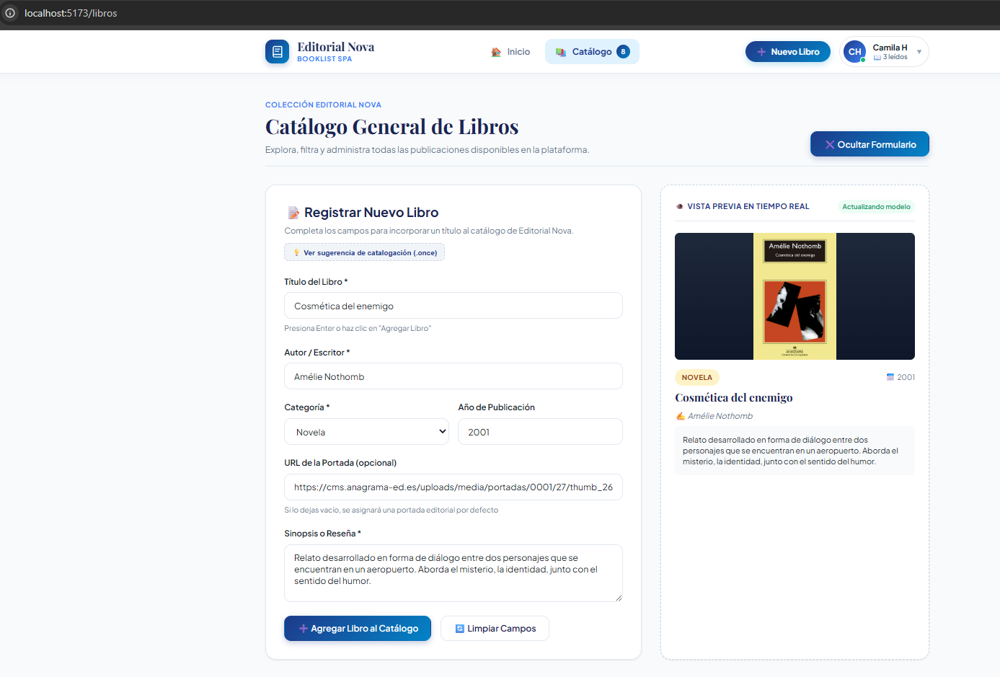 localhost:5173/libros
Editorial Nova
BOOKLIST SPA
Inicio
Catálogo 8
Nuevo Libro
CH
Camila H
3 leídos
COLECCIÓN EDITORIAL NOVA
Catálogo General de Libros
Explora, filtra y administra todas las publicaciones disponibles en la plataforma.
Ocultar Formulario
Registrar Nuevo Libro
Completa los campos para incorporar un título al catálogo de Editorial Nova.
Ver sugerencia de catalogación (.once)
Título del Libro *
Cosmética del enemigo
Presiona Enter o haz clic en "Agregar Libro"
Autor / Escritor *
Amélie Nothomb
Categoría *
Novela
Año de Publicación
2001
URL de la Portada (opcional)
https://cms.anagrama-ed.es/uploads/media/portadas/0001/27/thumb_26
Si lo dejas vacío, se asignará una portada editorial por defecto
Sinopsis o Reseña *
Relato desarrollado en forma de diálogo entre dos personajes que se
encuentran en un aeropuerto. Aborda el misterio, la identidad, junto con el
sentido del humor.
Agregar Libro al Catálogo
Limpiar Campos
VISTA PREVIA EN TIEMPO REAL
Actualizando modelo
Amélie Nothomb
Cosmética del enemigo
ANAGRAMA
NOVELA
2001
Cosmética del enemigo
Amélie Nothomb
Relato desarrollado en forma de diálogo entre dos
personajes que se encuentran en un aeropuerto. Aborda el
misterio, la identidad, junto con el sentido del humor.